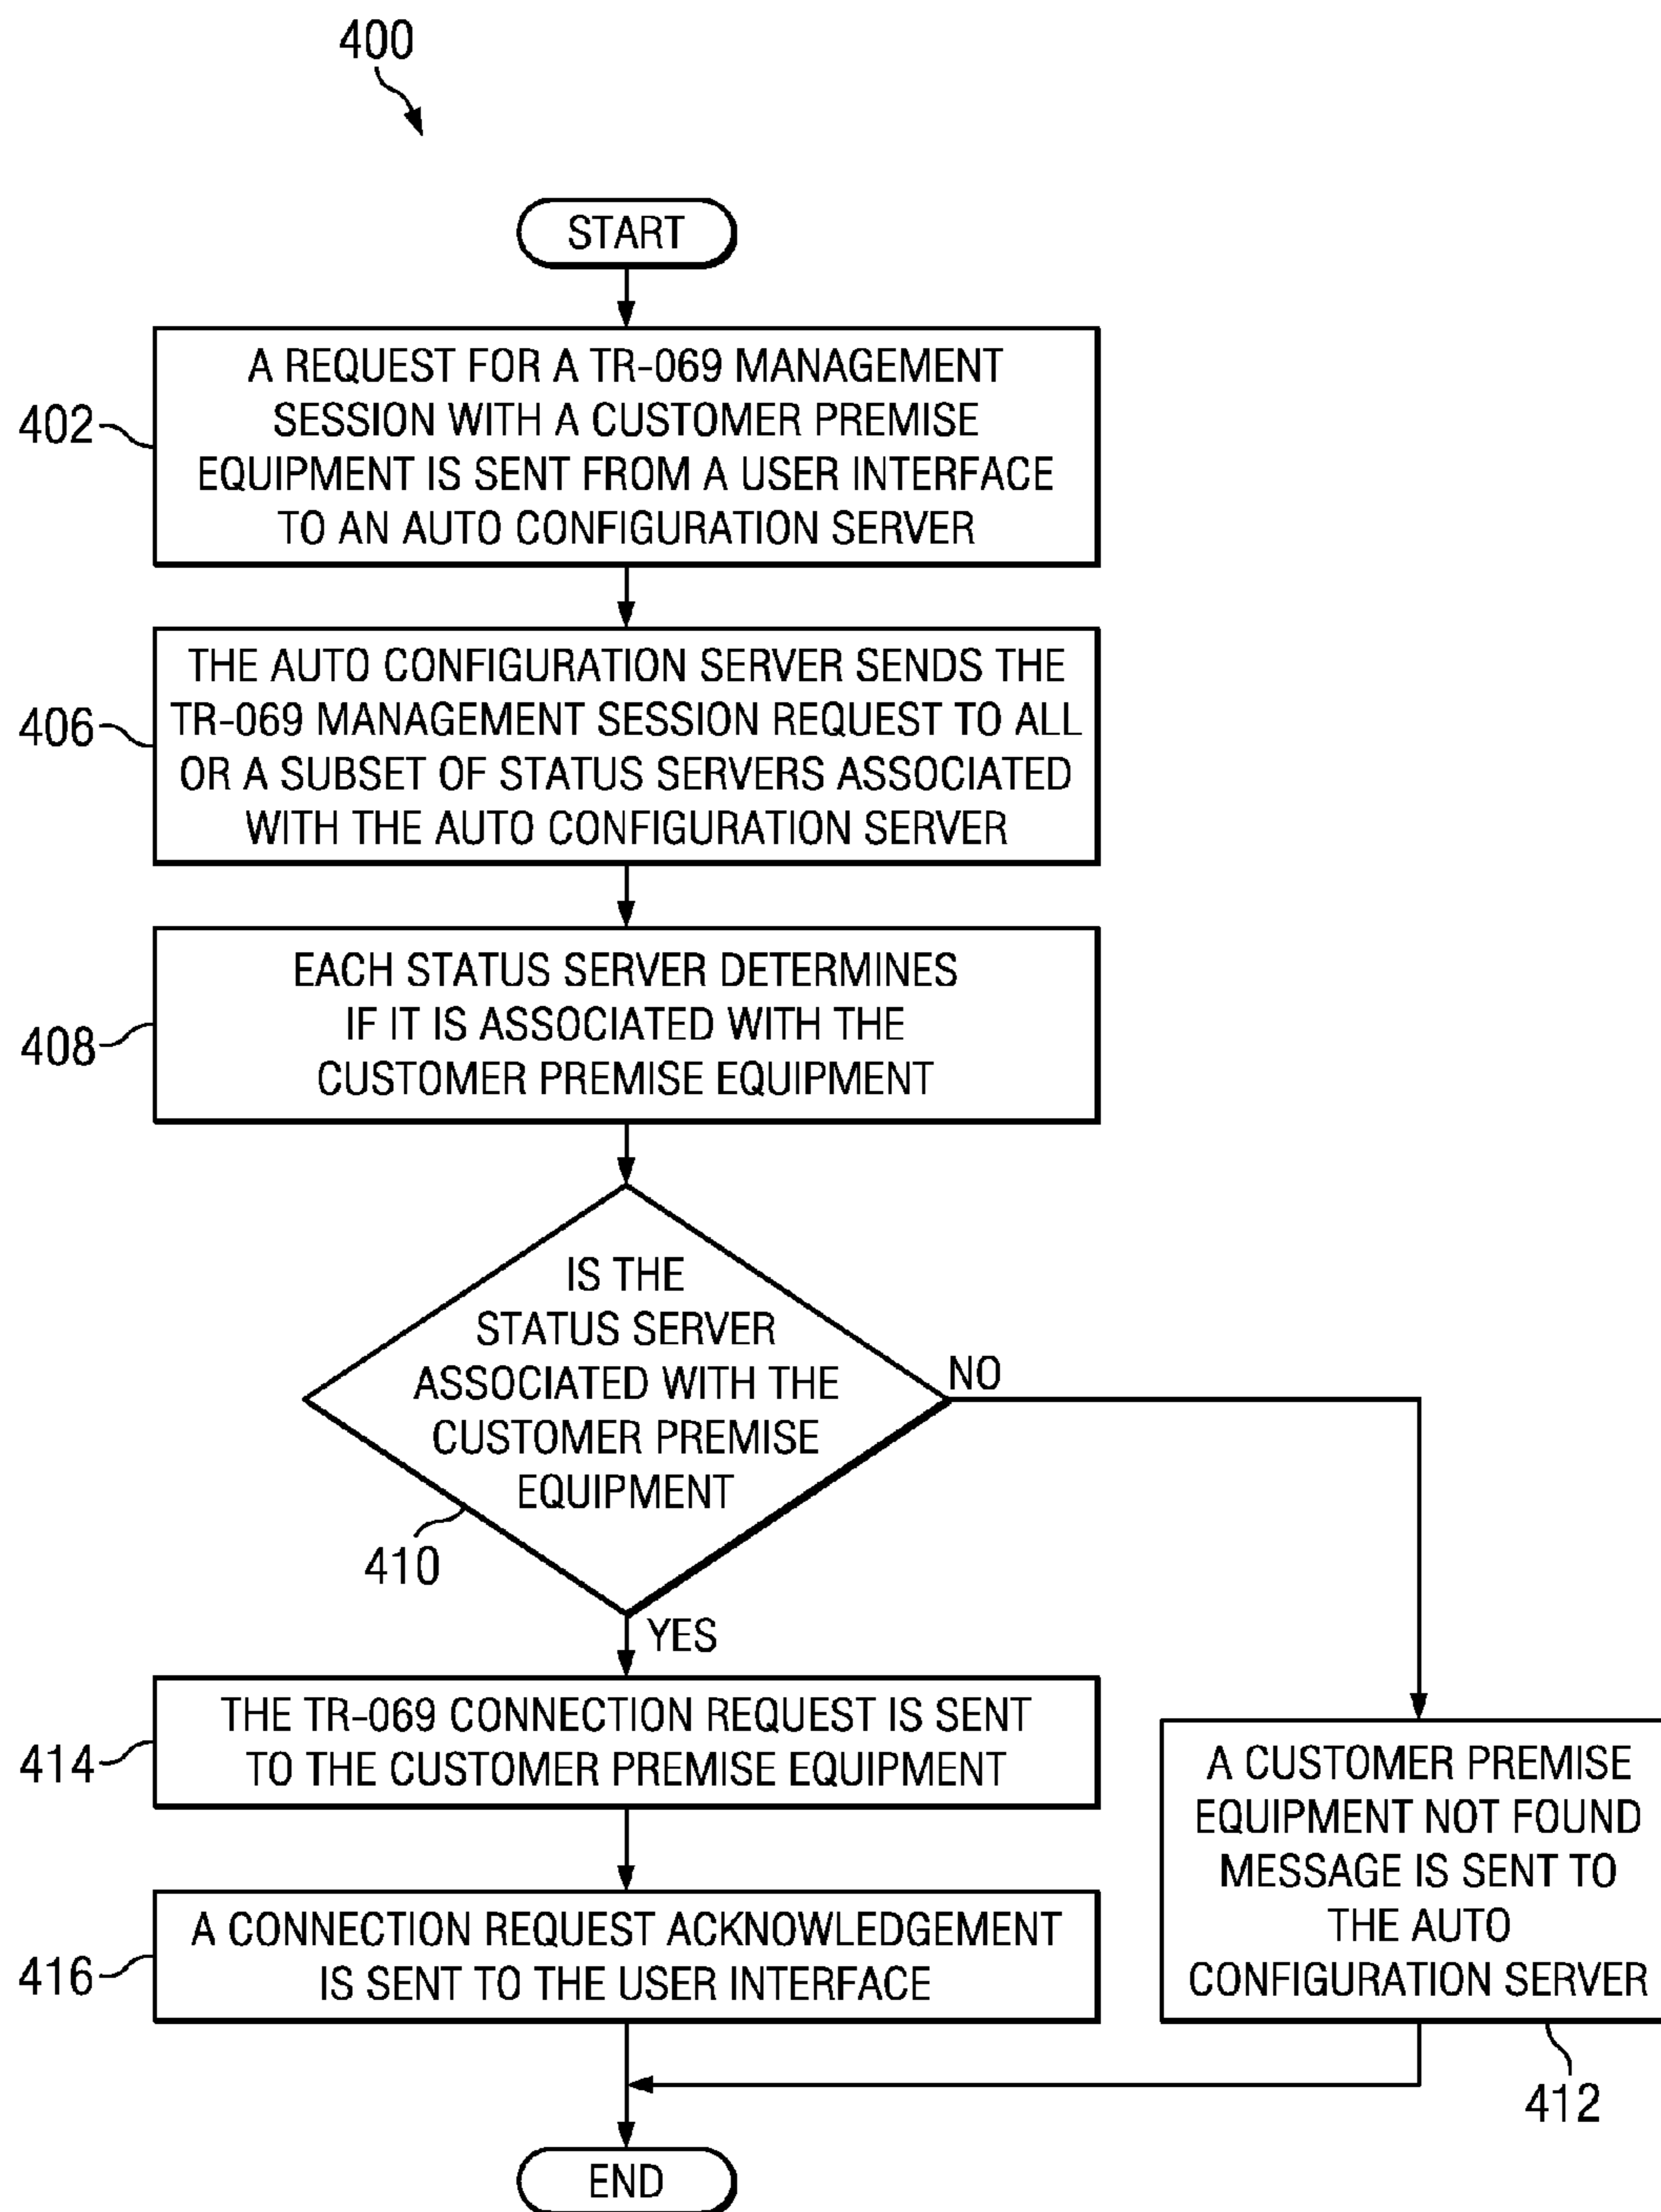 400
START
402
A REQUEST FOR A TR-069 MANAGEMENT
SESSION WITH A CUSTOMER PREMISE
EQUIPMENT IS SENT FROM A USER INTERFACE
TO AN AUTO CONFIGURATION SERVER
406
THE AUTO CONFIGURATION SERVER SENDS THE
TR-069 MANAGEMENT SESSION REQUEST TO ALL
OR A SUBSET OF STATUS SERVERS ASSOCIATED
WITH THE AUTO CONFIGURATION SERVER
408
EACH STATUS SERVER DETERMINES
IF IT IS ASSOCIATED WITH THE
CUSTOMER PREMISE EQUIPMENT
IS THE
STATUS SERVER
ASSOCIATED WITH THE
CUSTOMER PREMISE
EQUIPMENT
410
NO
YES
414
THE TR-069 CONNECTION REQUEST IS SENT
TO THE CUSTOMER PREMISE EQUIPMENT
416
A CONNECTION REQUEST ACKNOWLEDGEMENT
IS SENT TO THE USER INTERFACE
A CUSTOMER PREMISE
EQUIPMENT NOT FOUND
MESSAGE IS SENT TO
THE AUTO
CONFIGURATION SERVER
412
END